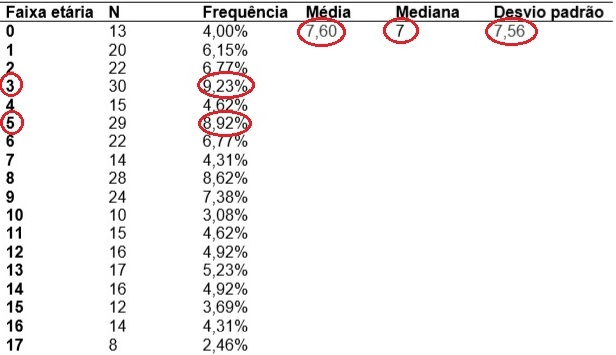 Faixa etária N Frequência Média Mediana Desvio padrão
0 13 4,00% 7,60 7 7,56
1 20 6,15%
2 22 6,77%
3 30 9,23%
4 15 4,62%
5 29 8,92%
6 22 6,77%
7 14 4,31%
8 28 8,62%
9 24 7,38%
10 10 3,08%
11 15 4,62%
12 16 4,92%
13 17 5,23%
14 16 4,92%
15 12 3,69%
16 14 4,31%
17 8 2,46%